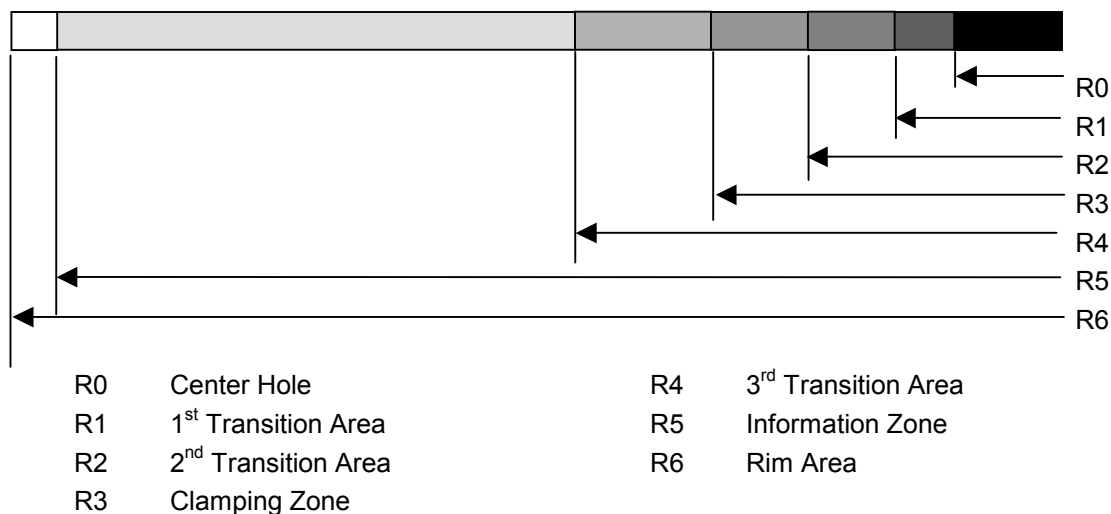 R0
R1
R2
R3
R4
R5
R6
R0 Center Hole
R1 1st Transition Area
R2 2nd Transition Area
R3 Clamping Zone
R4 3rd Transition Area
R5 Information Zone
R6 Rim Area